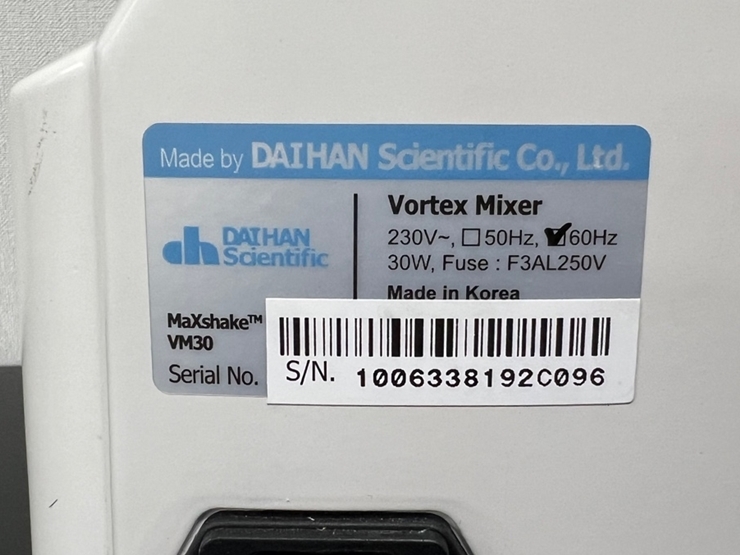 Made by DAIHAN Scientific Co., Ltd.
dh DAIHAN Scientific
Vortex Mixer
230V~, ☐50Hz, ☑60Hz
30W, Fuse : F3AL250V
Made in Korea
MaXshake™
VM30
Serial No.
S/N. 1006338192C096